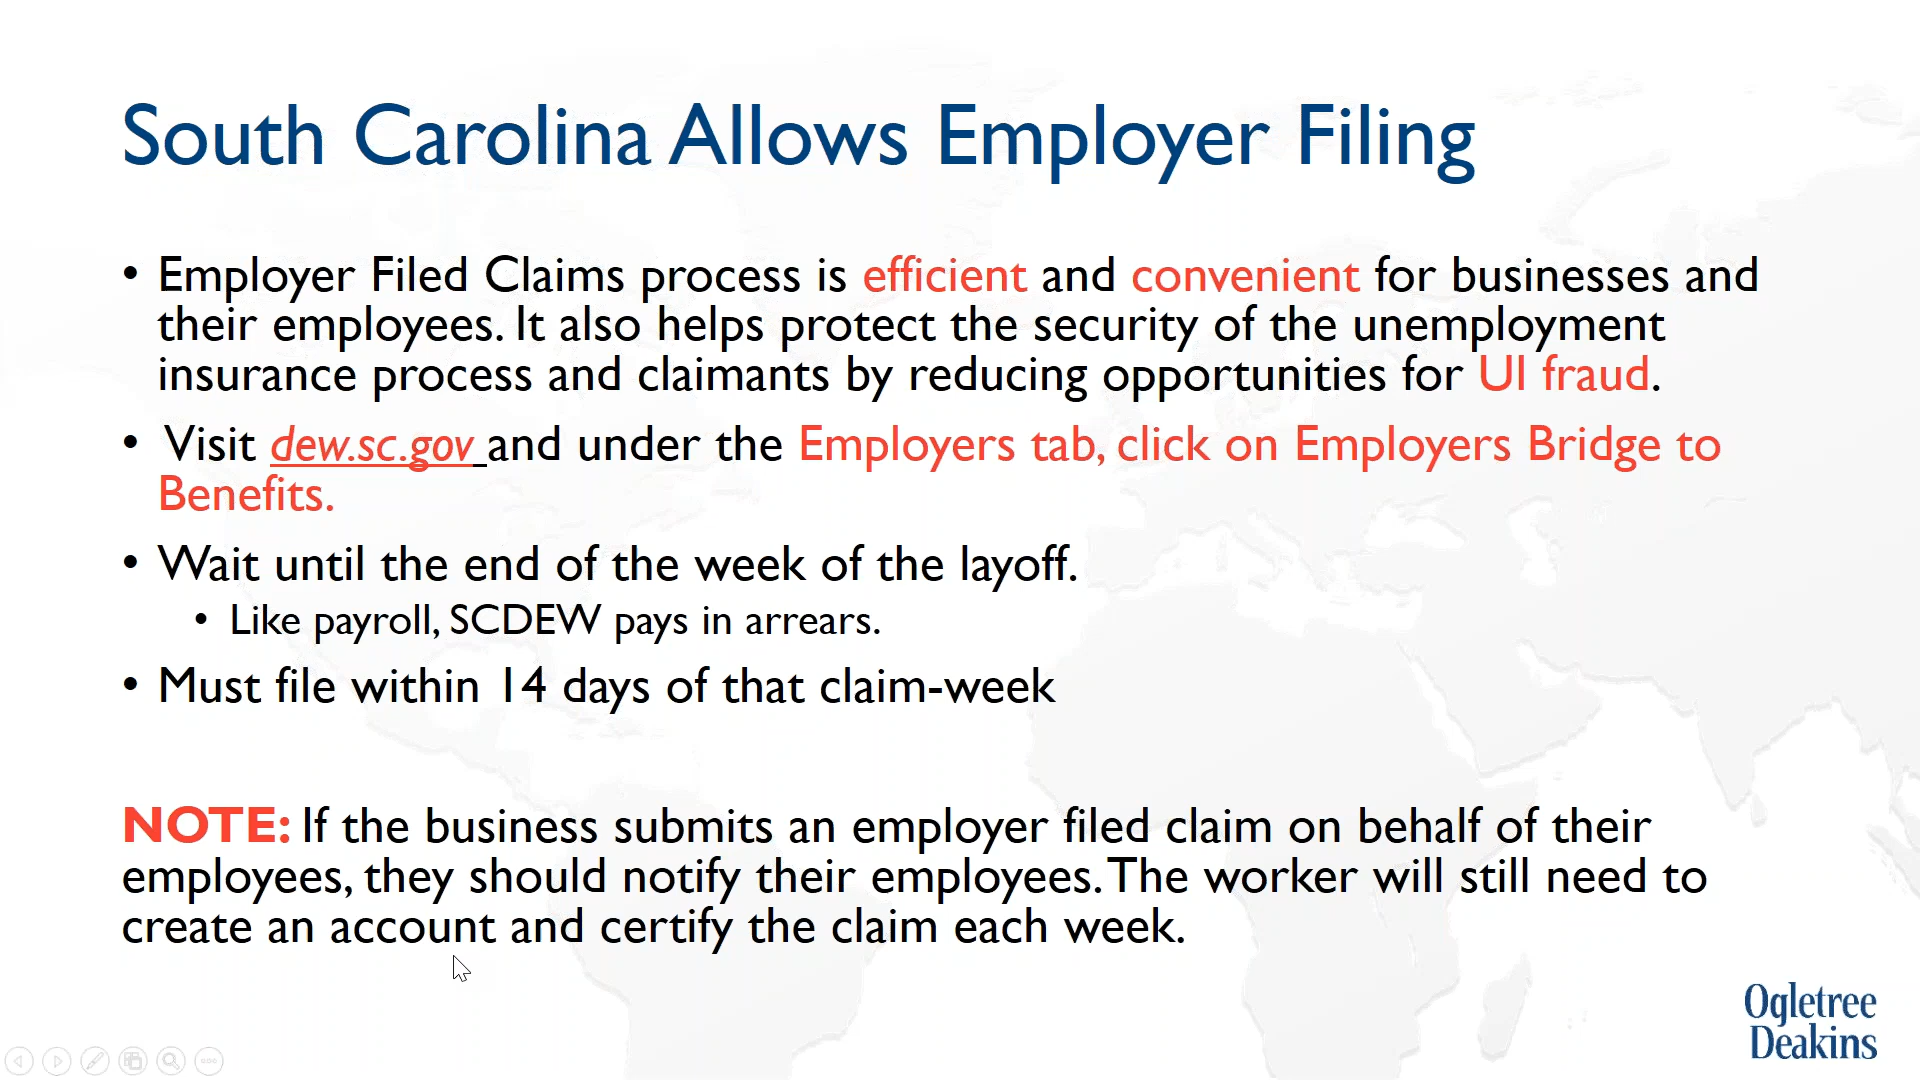 South Carolina Allows Employer Filing
• Employer Filed Claims process is efficient and convenient for businesses and
their employees. It also helps protect the security of the unemployment
insurance process and claimants by reducing opportunities for UI fraud.
• Visit dew.sc.gov and under the Employers tab, click on Employers Bridge to
Benefits.
• Wait until the end of the week of the layoff.
• Like payroll, SCDEW pays in arrears.
• Must file within 14 days of that claim-week
NOTE: If the business submits an employer filed claim on behalf of their
employees, they should notify their employees. The worker will still need to
create an account and certify the claim each week.
Ogletree
Deakins